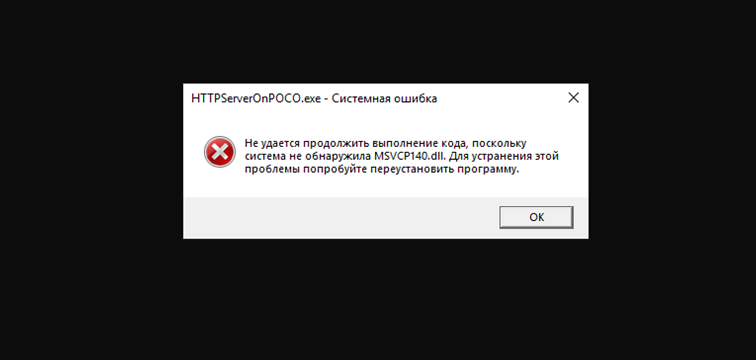 HTTPServerOnPOCO.exe - Системная ошибка
Не удается продолжить выполнение кода, поскольку
система не обнаружила MSVCP140.dll. Для устранения этой
проблемы попробуйте переустановить программу.
OK